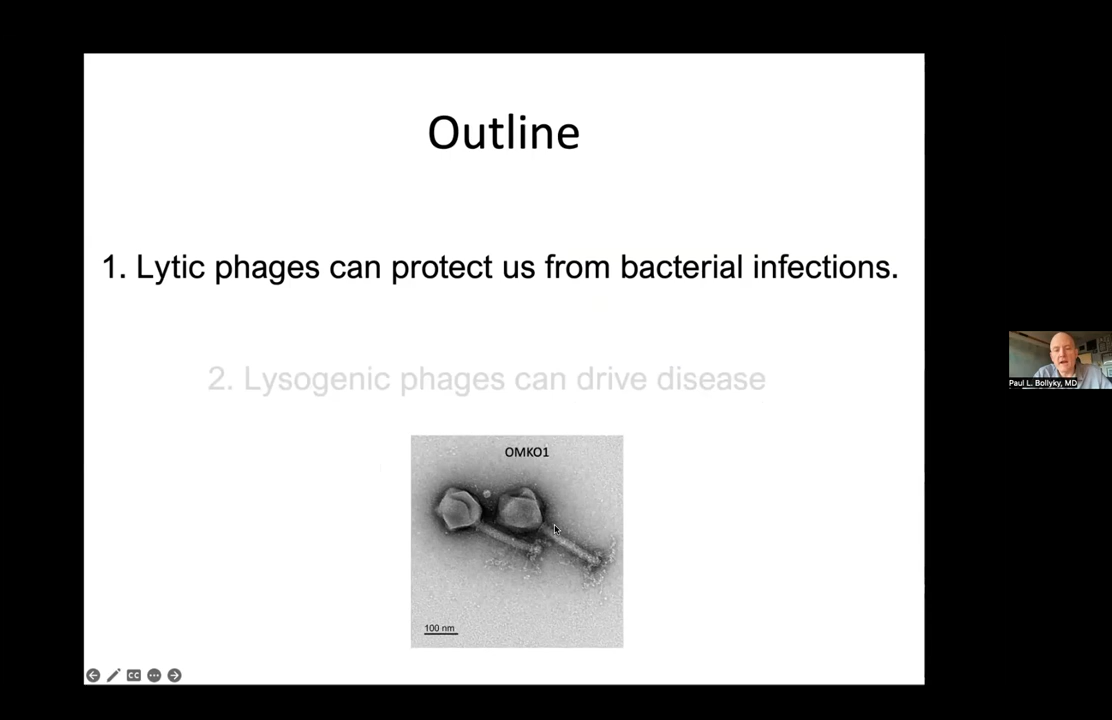 Outline
1. Lytic phages can protect us from bacterial infections.
2. Lysogenic phages can drive disease
OMKO1
100 nm
CC
Paul L. Bollyky, MD